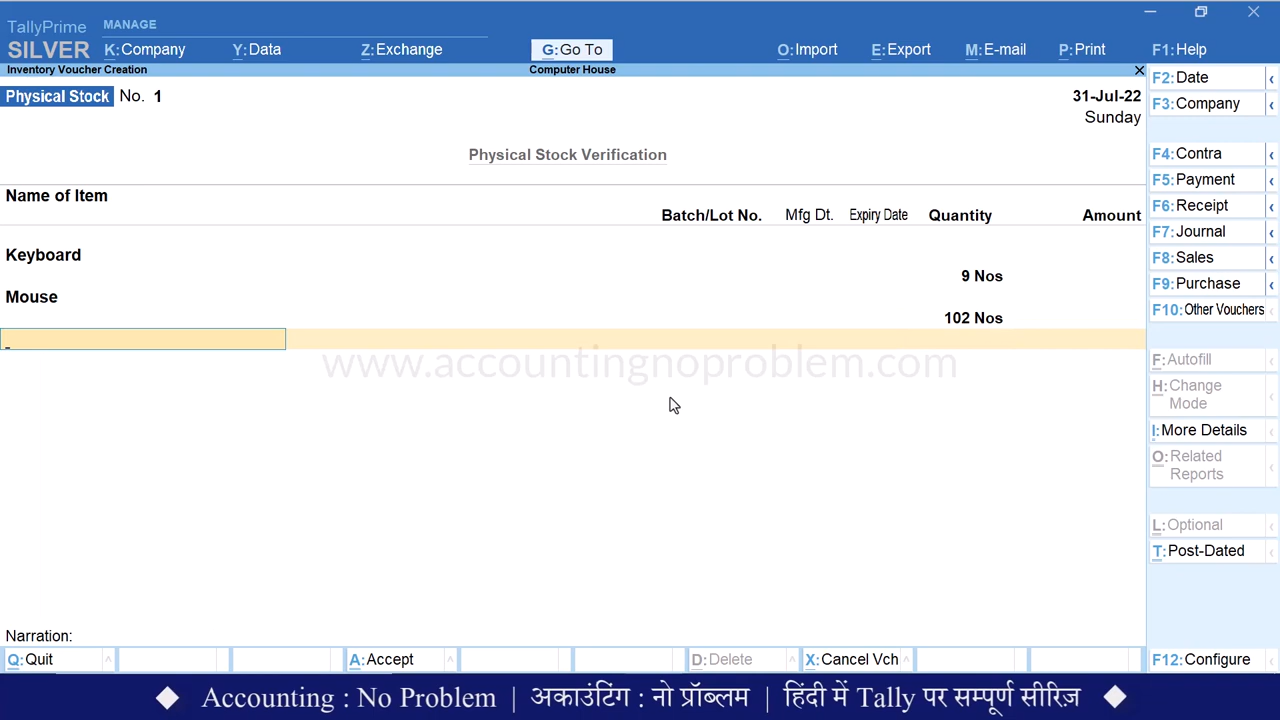 TallyPrime MANAGE
SILVER K:Company Y:Data Z:Exchange G:Go To O:Import E:Export M:E-mail P:Print F1:Help
Inventory Voucher Creation Computer House
Physical Stock No. 1 31-Jul-22
Sunday
Physical Stock Verification
Name of Item
Batch/Lot No. Mfg Dt. Expiry Date Quantity Amount
Keyboard
9 Nos
Mouse
102 Nos
www.accountingnoproblem.com
Narration:
Q:Quit A:Accept D:Delete X:Cancel Vch
F2:Date
F3:Company
F4:Contra
F5:Payment
F6:Receipt
F7:Journal
F8:Sales
F9:Purchase
F10:Other Vouchers
F:Autofill
H:Change
Mode
I:More Details
O:Related
Reports
L:Optional
T:Post-Dated
F12:Configure
Accounting : No Problem | अकाउंटिंग : नो प्रॉब्लम | हिंदी में Tally पर सम्पूर्ण सीरिज़